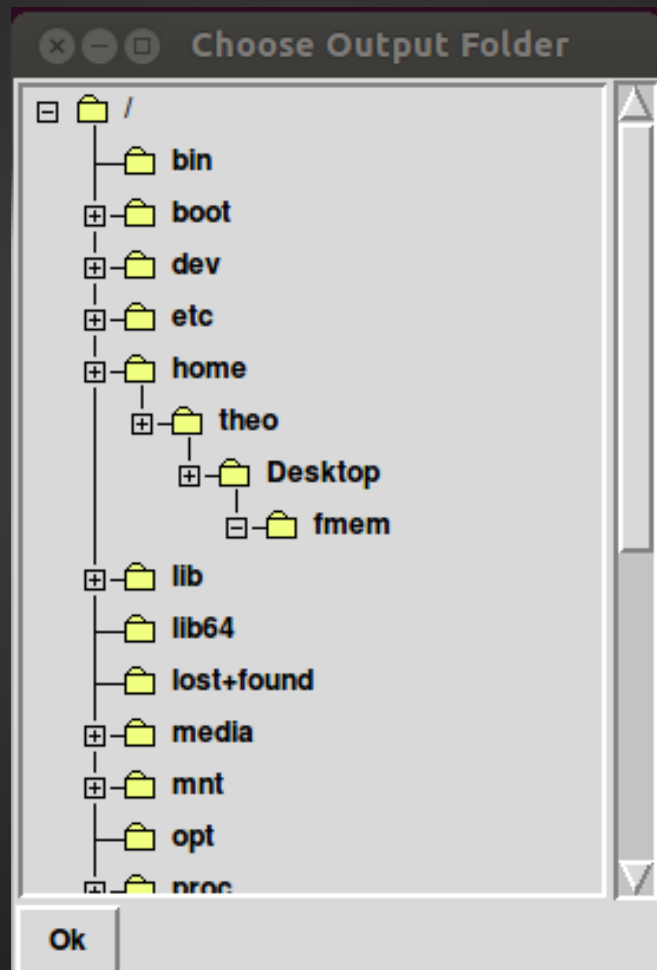 Choose Output Folder
/
bin
boot
dev
etc
home
theo
Desktop
fmem
lib
lib64
lost+found
media
mnt
opt
proc
Ok